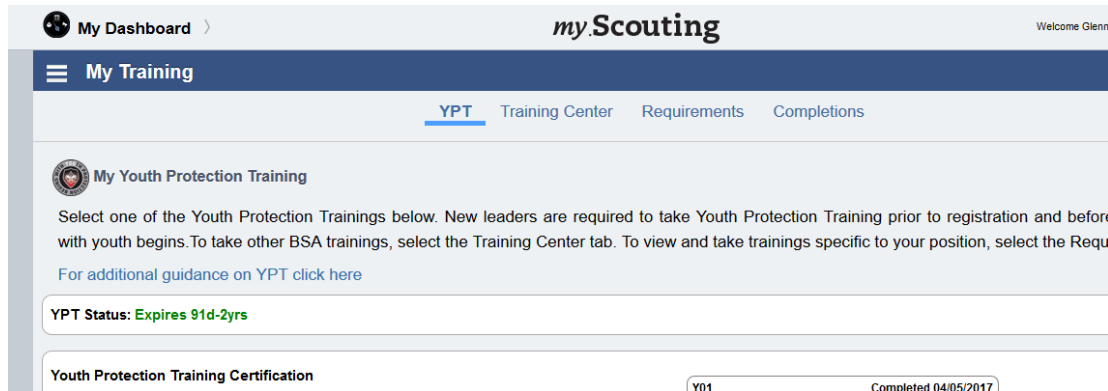 My Dashboard
my.Scouting
Welcome Glenn
My Training
YPT Training Center Requirements Completions
My Youth Protection Training
Select one of the Youth Protection Trainings below. New leaders are required to take Youth Protection Training prior to registration and before
with youth begins.To take other BSA trainings, select the Training Center tab. To view and take trainings specific to your position, select the Requ
For additional guidance on YPT click here
YPT Status: Expires 91d-2yrs
Youth Protection Training Certification
Y01 Completed 04/05/2017